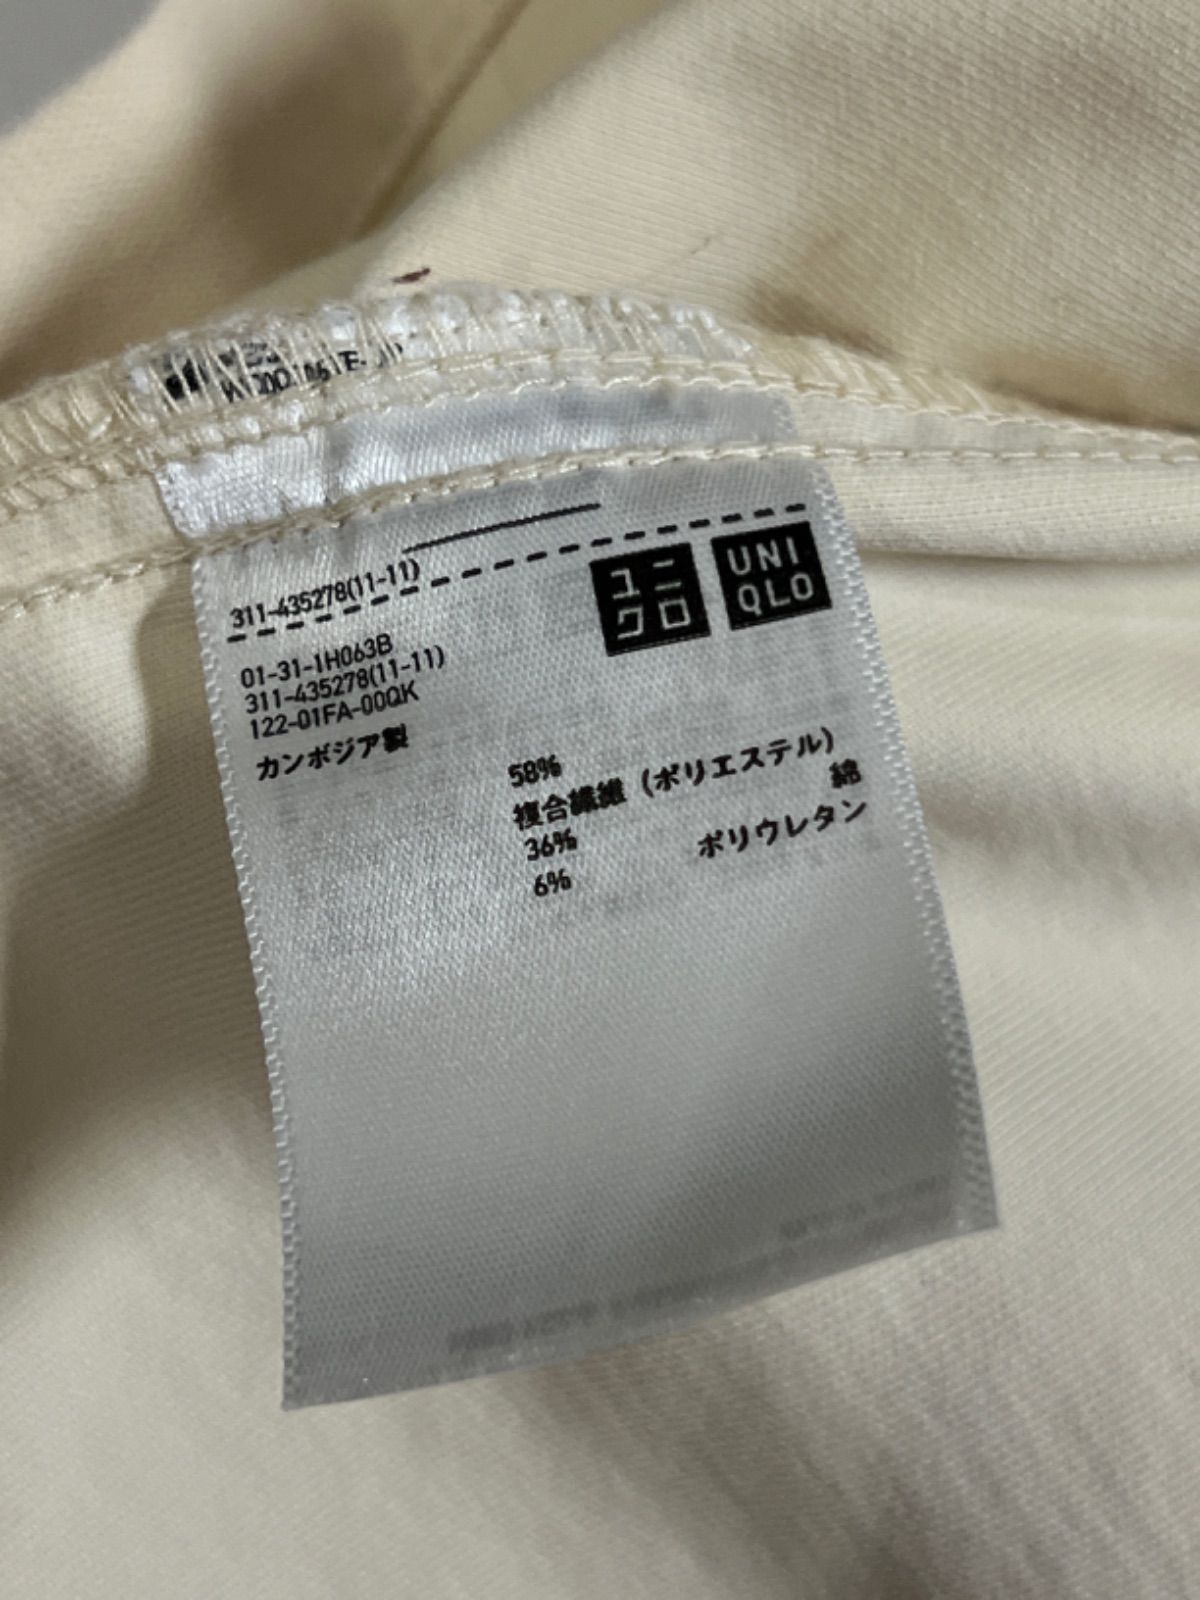 311-435278(11-11)
ユニ
クロ
UNI
QLO
01-31-1H063B
311-435278(11-11)
122-01FA-00QK
カンボジア製
58%
複合繊維 (ポリエステル)
36% 綿
6% ポリウレタン